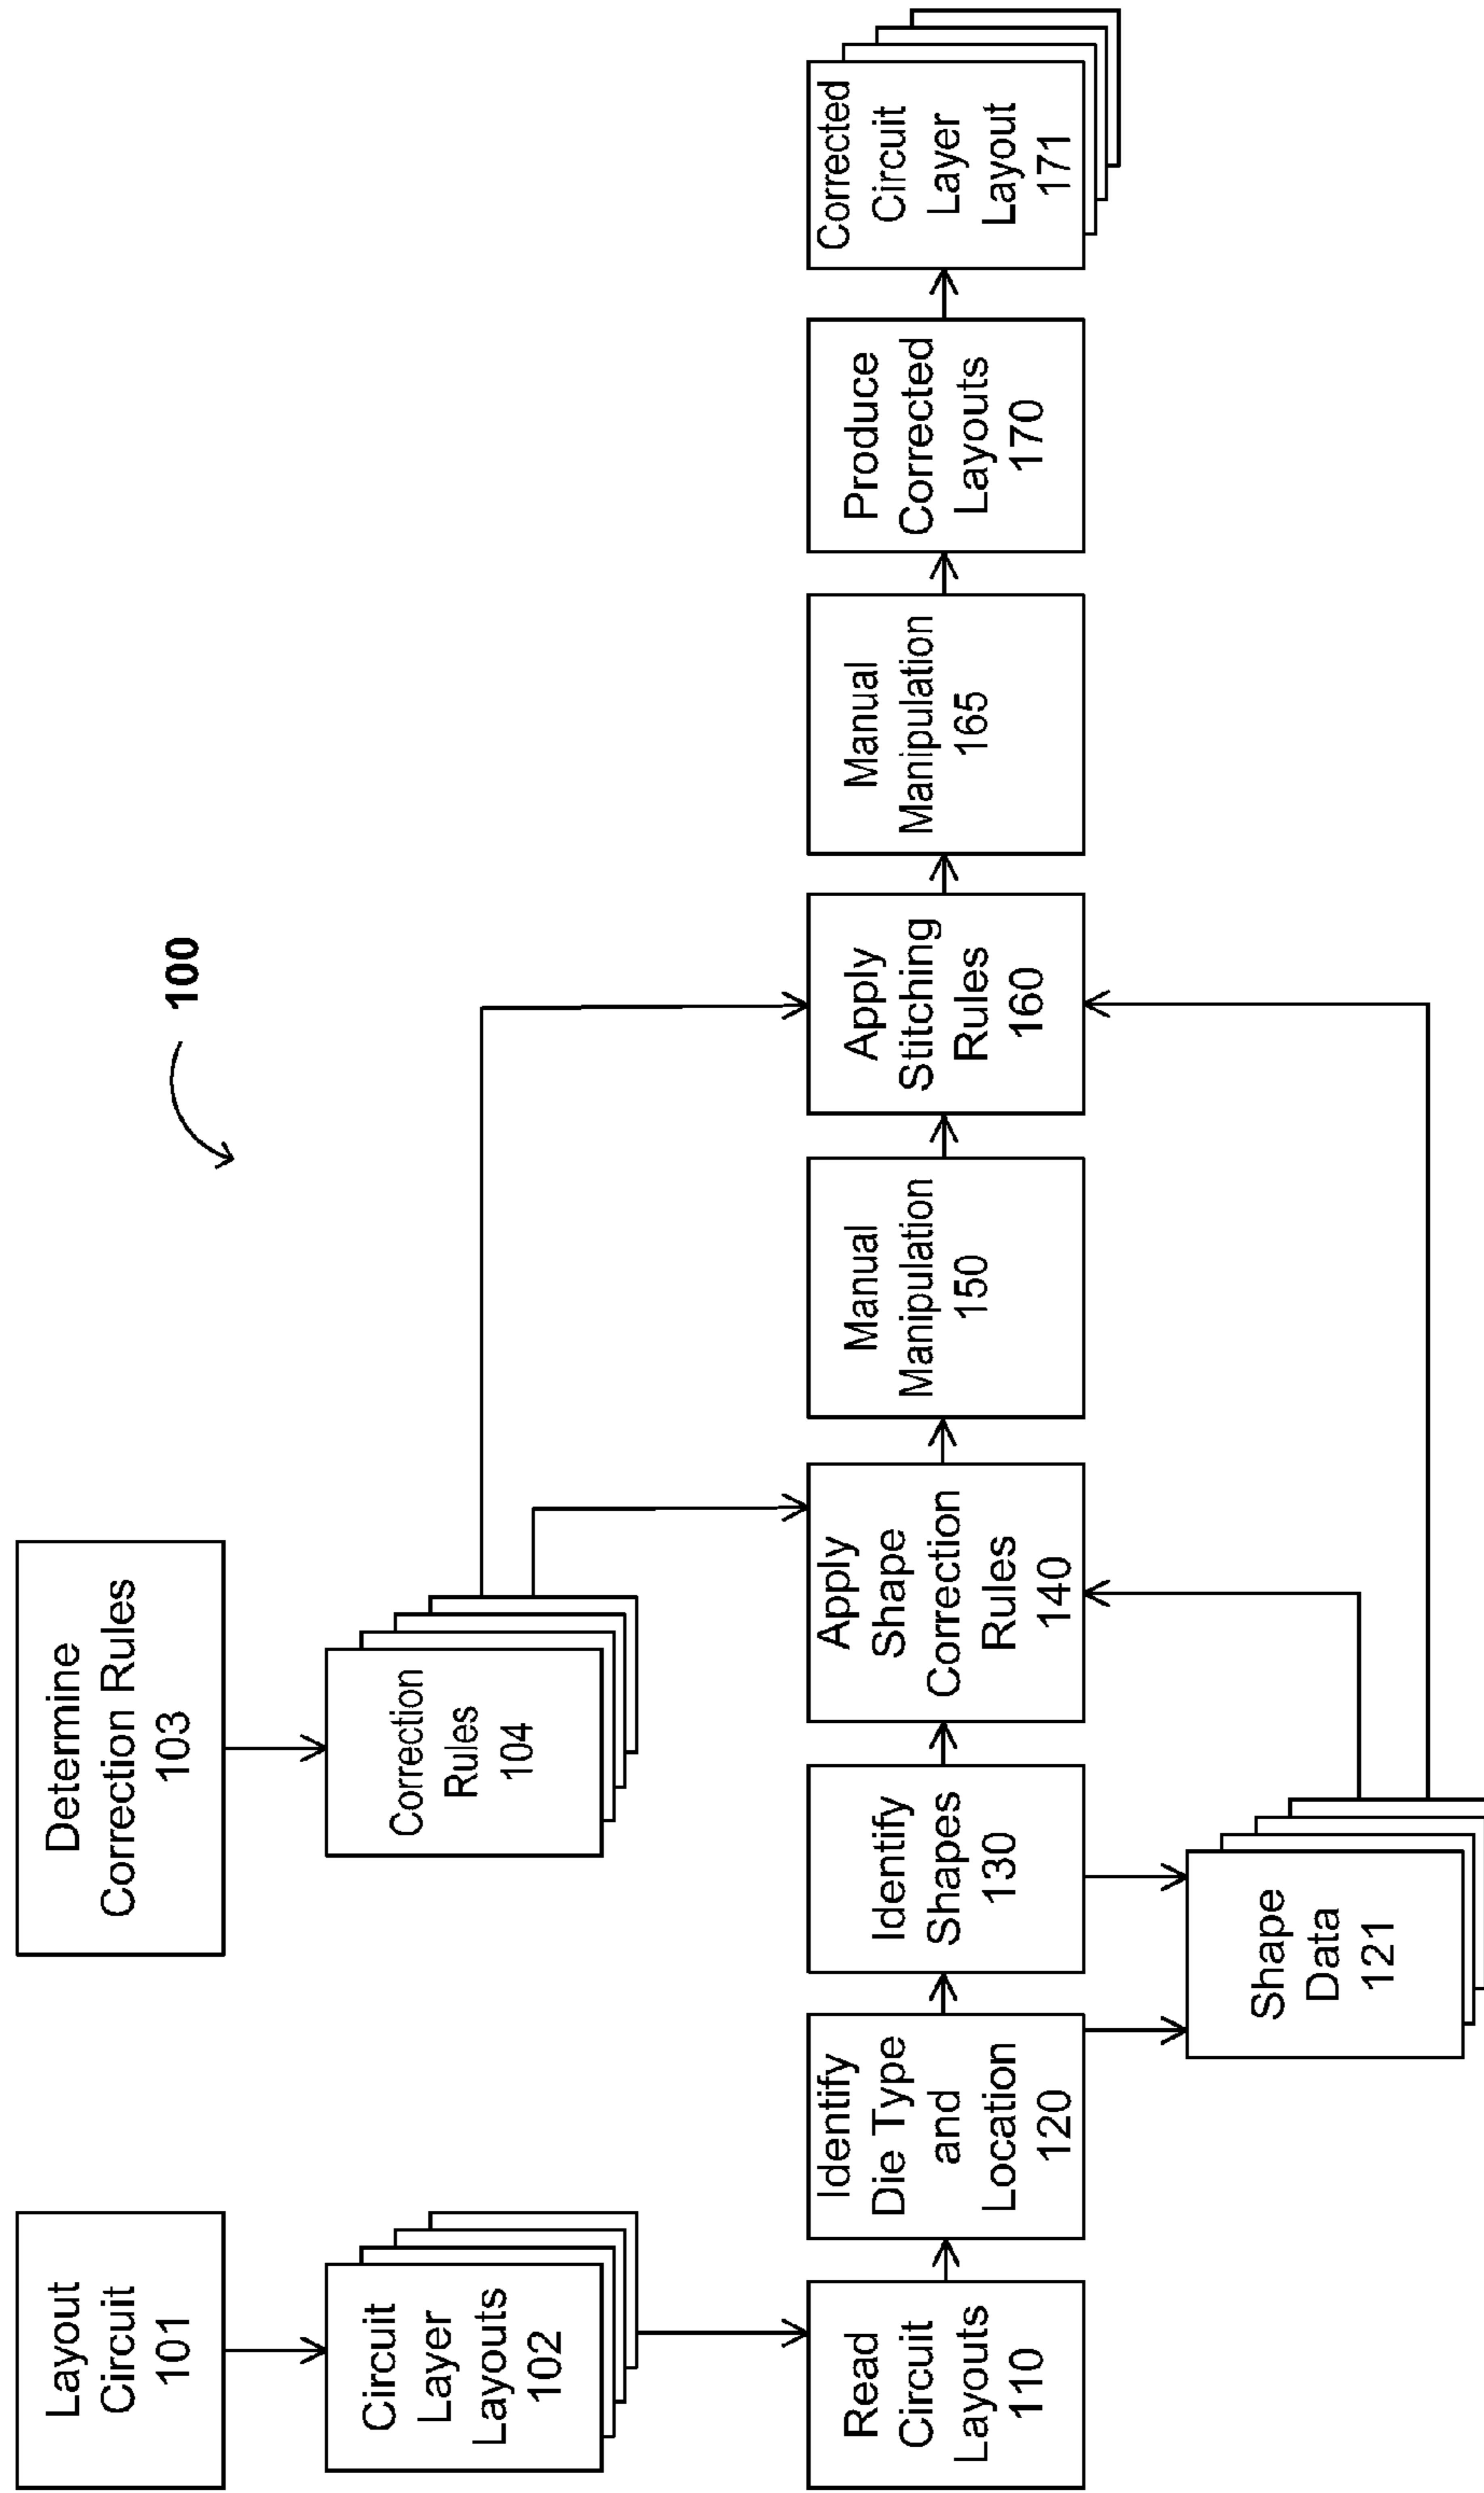 100
Layout
Circuit
101
Determine
Correction Rules
103
Circuit
Layer
Layouts
102
Correction
Rules
104
Read
Circuit
Layouts
110
Identify
Die Type
and
Location
120
Identify
Shapes
130
Apply
Shape
Correction
Rules
140
Manual
Manipulation
150
Apply
Stitching
Rules
160
Manual
Manipulation
165
Produce
Corrected
Layouts
170
Corrected
Circuit
Layer
Layout
171
Shape
Data
121